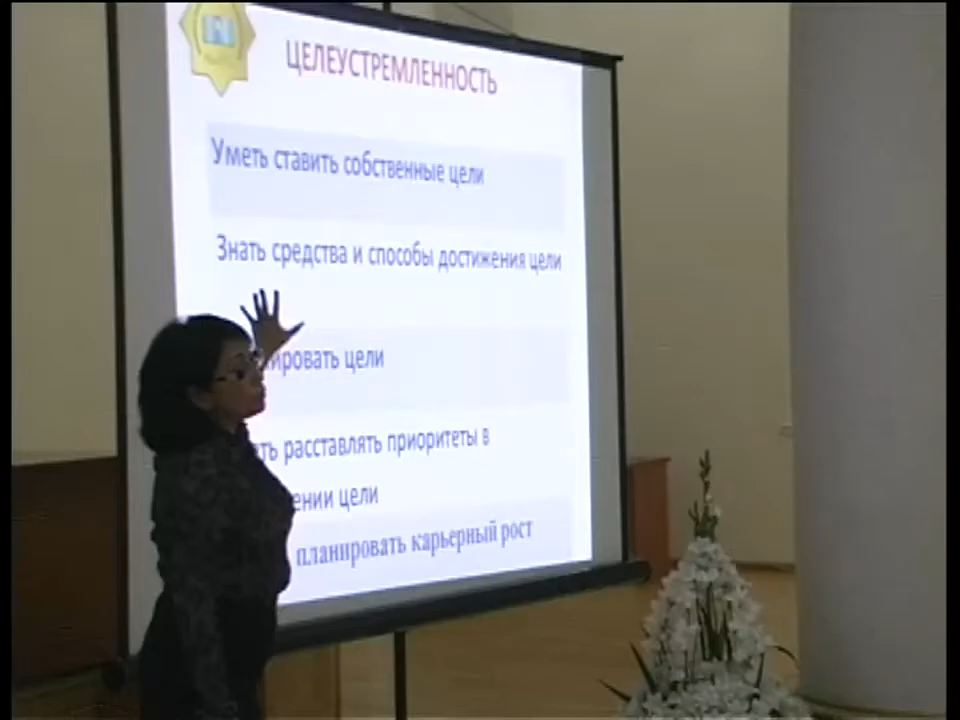 ЦЕЛЕУСТРЕМЛЕННОСТЬ
Уметь ставить собственные цели
Знать средства и способы достижения цели
ировать цели
ть расставлять приоритеты в
ении цели
планировать карьерный рост